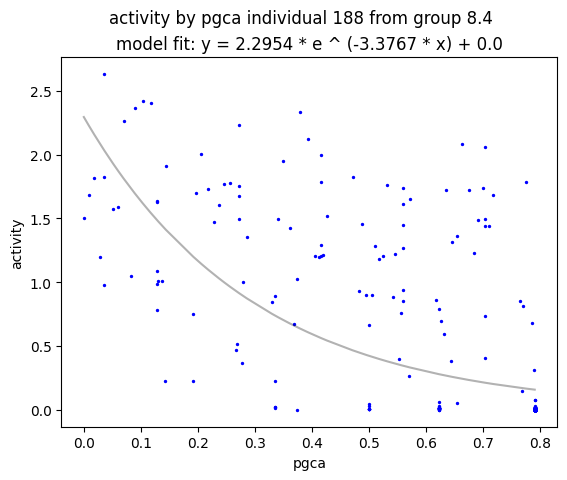 activity by pgca individual 188 from group 8.4
model fit: y = 2.2954 * e ^ (-3.3767 * x) + 0.0
2.5
2.0
1.5
1.0
0.5
0.0
activity
0.0 0.1 0.2 0.3 0.4 0.5 0.6 0.7 0.8
pgca